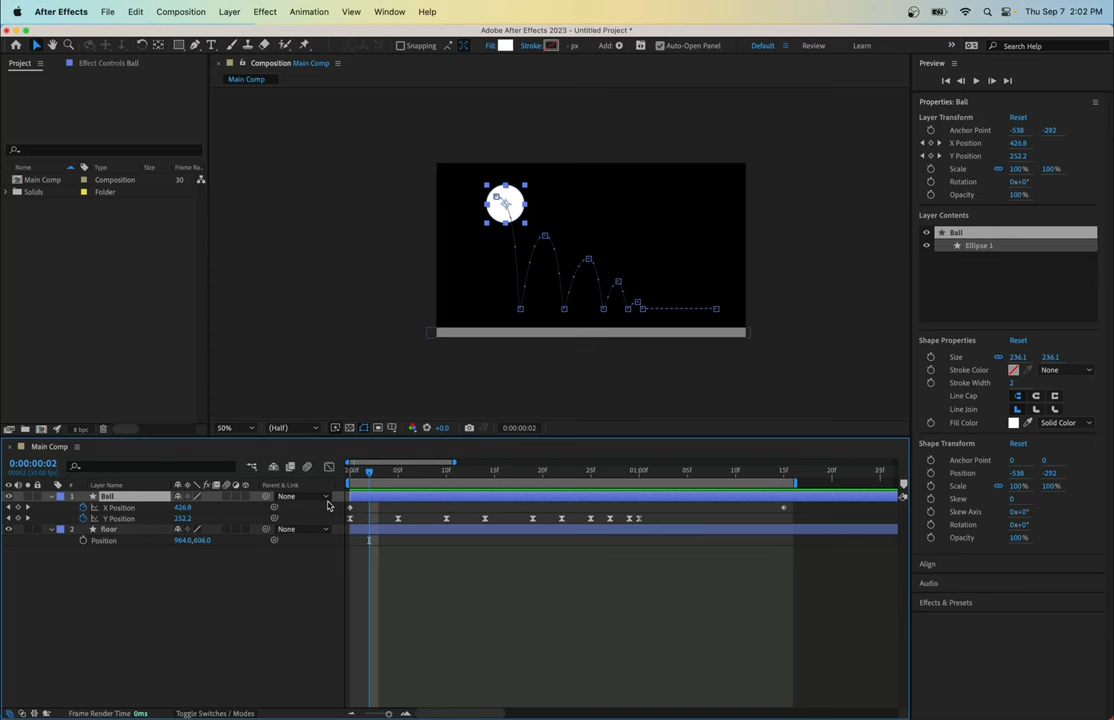 After Effects File Edit Composition Layer Effect Animation View Window Help Thu Sep 7 2:02 PM
Adobe After Effects 2023 - Untitled Project *
Snapping Fill: Stroke: - px Add: Auto-Open Panel Default Review Learn Search Help
Project Effect Controls Ball Composition Main Comp Preview
Main Comp
Properties: Ball
Layer Transform Reset
Anchor Point -538 -292
X Position 426.8
Y Position 252.2
Name Type Size Frame Ra..
Scale 100% 100%
Main Comp Composition 30
Rotation 0x+0°
Solids Folder
Opacity 100%
Layer Contents
Ball
Ellipse 1
Shape Properties Reset
Size 236.1 236.1
Stroke Color None
Stroke Width 2
Line Cap
Line Join
Fill Color Solid Color
8 bpc 50% (Half) +0.0 0:00:00:02
Shape Transform Reset
Main Comp
Position 0 0
0:00:00:02
00002 (30.00 fps)
:00f 05f 10f 15f 20f 25f 01:00f 05f 10f 15f 20f 25f
Anchor Point -538 -292
Layer Name Parent & Link
1 Ball None
X Position 426.8
Y Position 252.2
2 floor None
Position 964.0,606.0
Scale 100% 100%
Skew 0
Skew Axis 0x+0°
Rotation 0x+0°
Opacity 100%
Align
Audio
Effects & Presets
Frame Render Time 0ms Toggle Switches / Modes